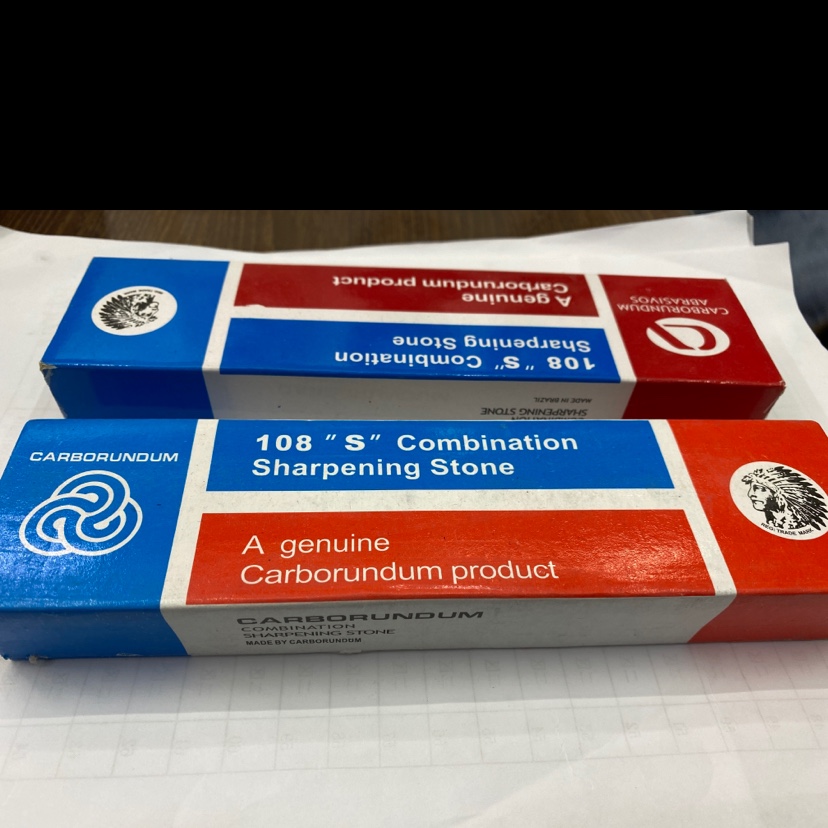 A genuine
Carborundum product
108 "S" Combination
Sharpening Stone
CARBORUNDUM
ABRASIVOS
SHARPENING STONE
MADE IN BRAZIL
CARBORUNDUM
108 "S" Combination
Sharpening Stone
A genuine
Carborundum product
REG. TRADE MARK
CARBORUNDUM
COMBINATION
SHARPENING STONE
MADE BY CARBORUNDUM